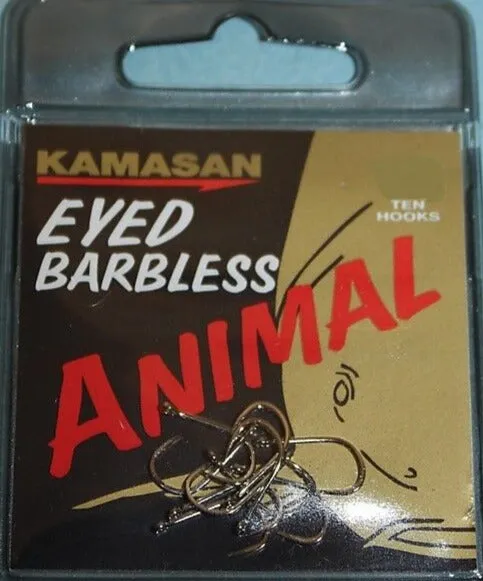 KAMASAN
EYED
BARBLESS
ANIMAL
TEN
HOOKS